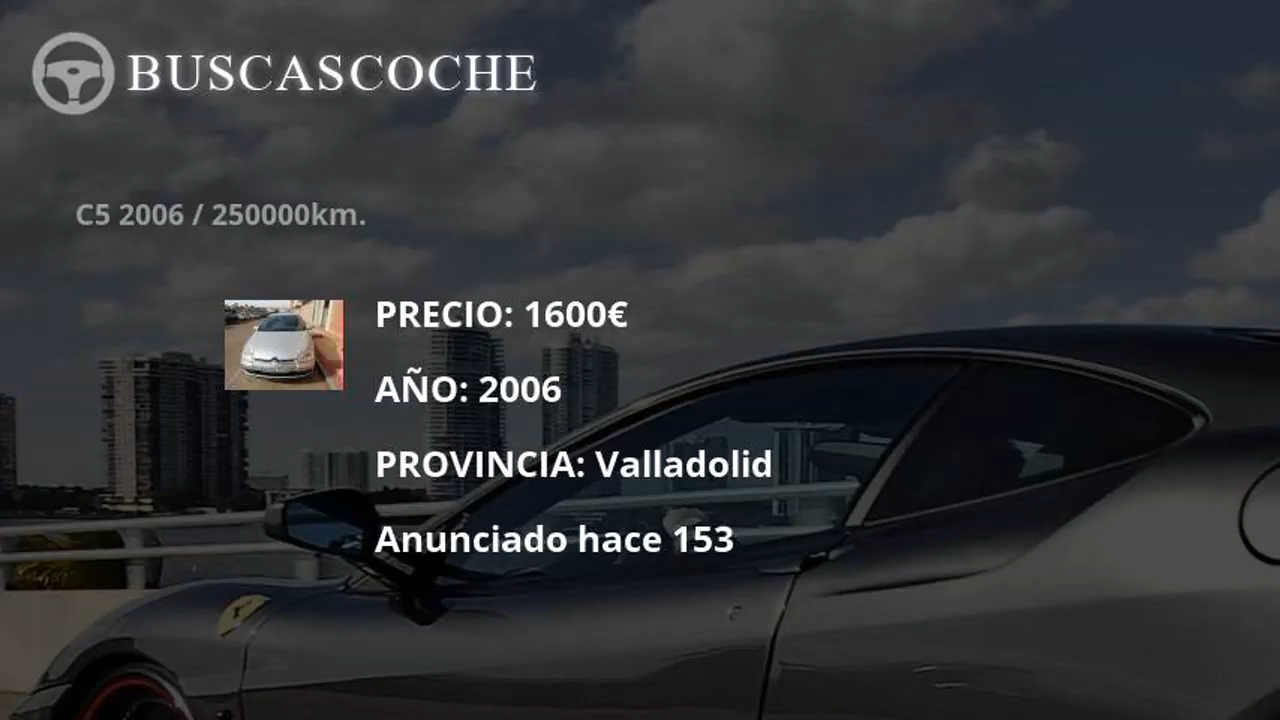 BUSCASCOCHE
C5 2006 / 250000km.
PRECIO: 1600€
AÑO: 2006
PROVINCIA: Valladolid
Anunciado hace 153